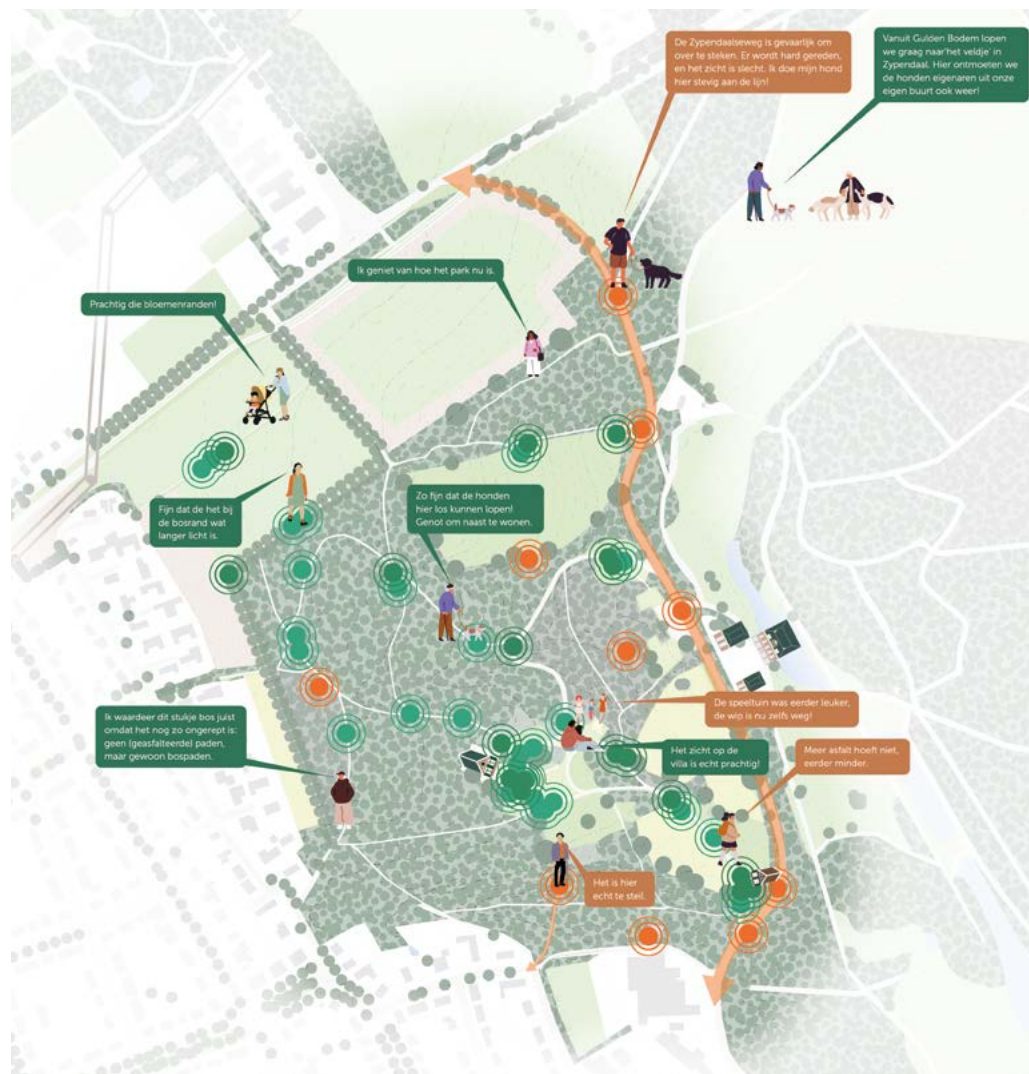 De Zypendaalseweg is gevaarlijk om
over te steken. Er wordt hard gereden,
en het zicht is slecht. Ik doe mijn hond
hier stevig aan de lijn!
Vanuit Gulden Bodem lopen
we graag naar 'het veldje' in
Zypendaal. Hier ontmoeten we
de honden eigenaren uit onze
eigen buurt ook weer!
Ik geniet van hoe het park nu is.
Prachtig die bloemenranden!
Fijn dat de het bij
de bosrand wat
langer licht is.
Zo fijn dat de honden
hier los kunnen lopen!
Genot om naast te wonen.
De speeltuin was eerder leuker,
de wip is nu zelfs weg!
Ik waardeer dit stukje bos juist
omdat het nog zo ongerept is:
geen (geasfalteerde) paden,
maar gewoon bospaden.
Het zicht op de
villa is echt prachtig!
Meer asfalt hoeft niet,
eerder minder.
Het is hier
echt te steil.